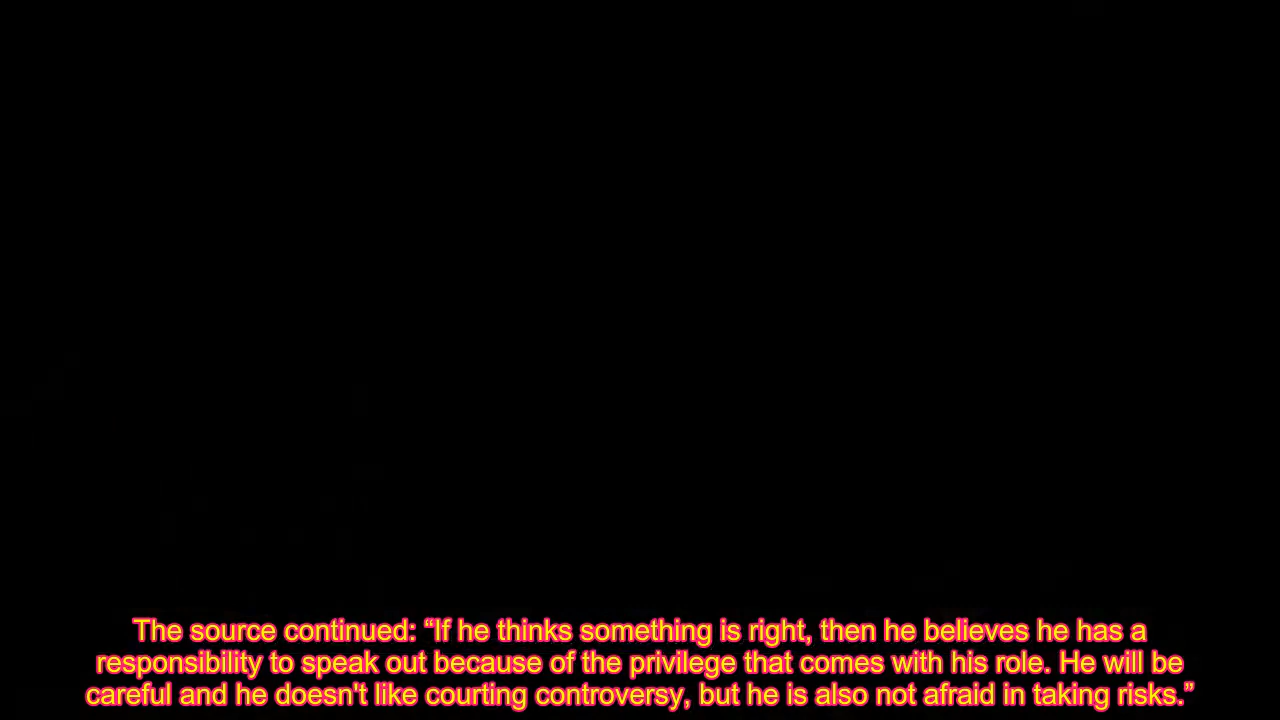 The source continued: “If he thinks something is right, then he believes he has a
responsibility to speak out because of the privilege that comes with his role. He will be
careful and he doesn't like courting controversy, but he is also not afraid in taking risks.”